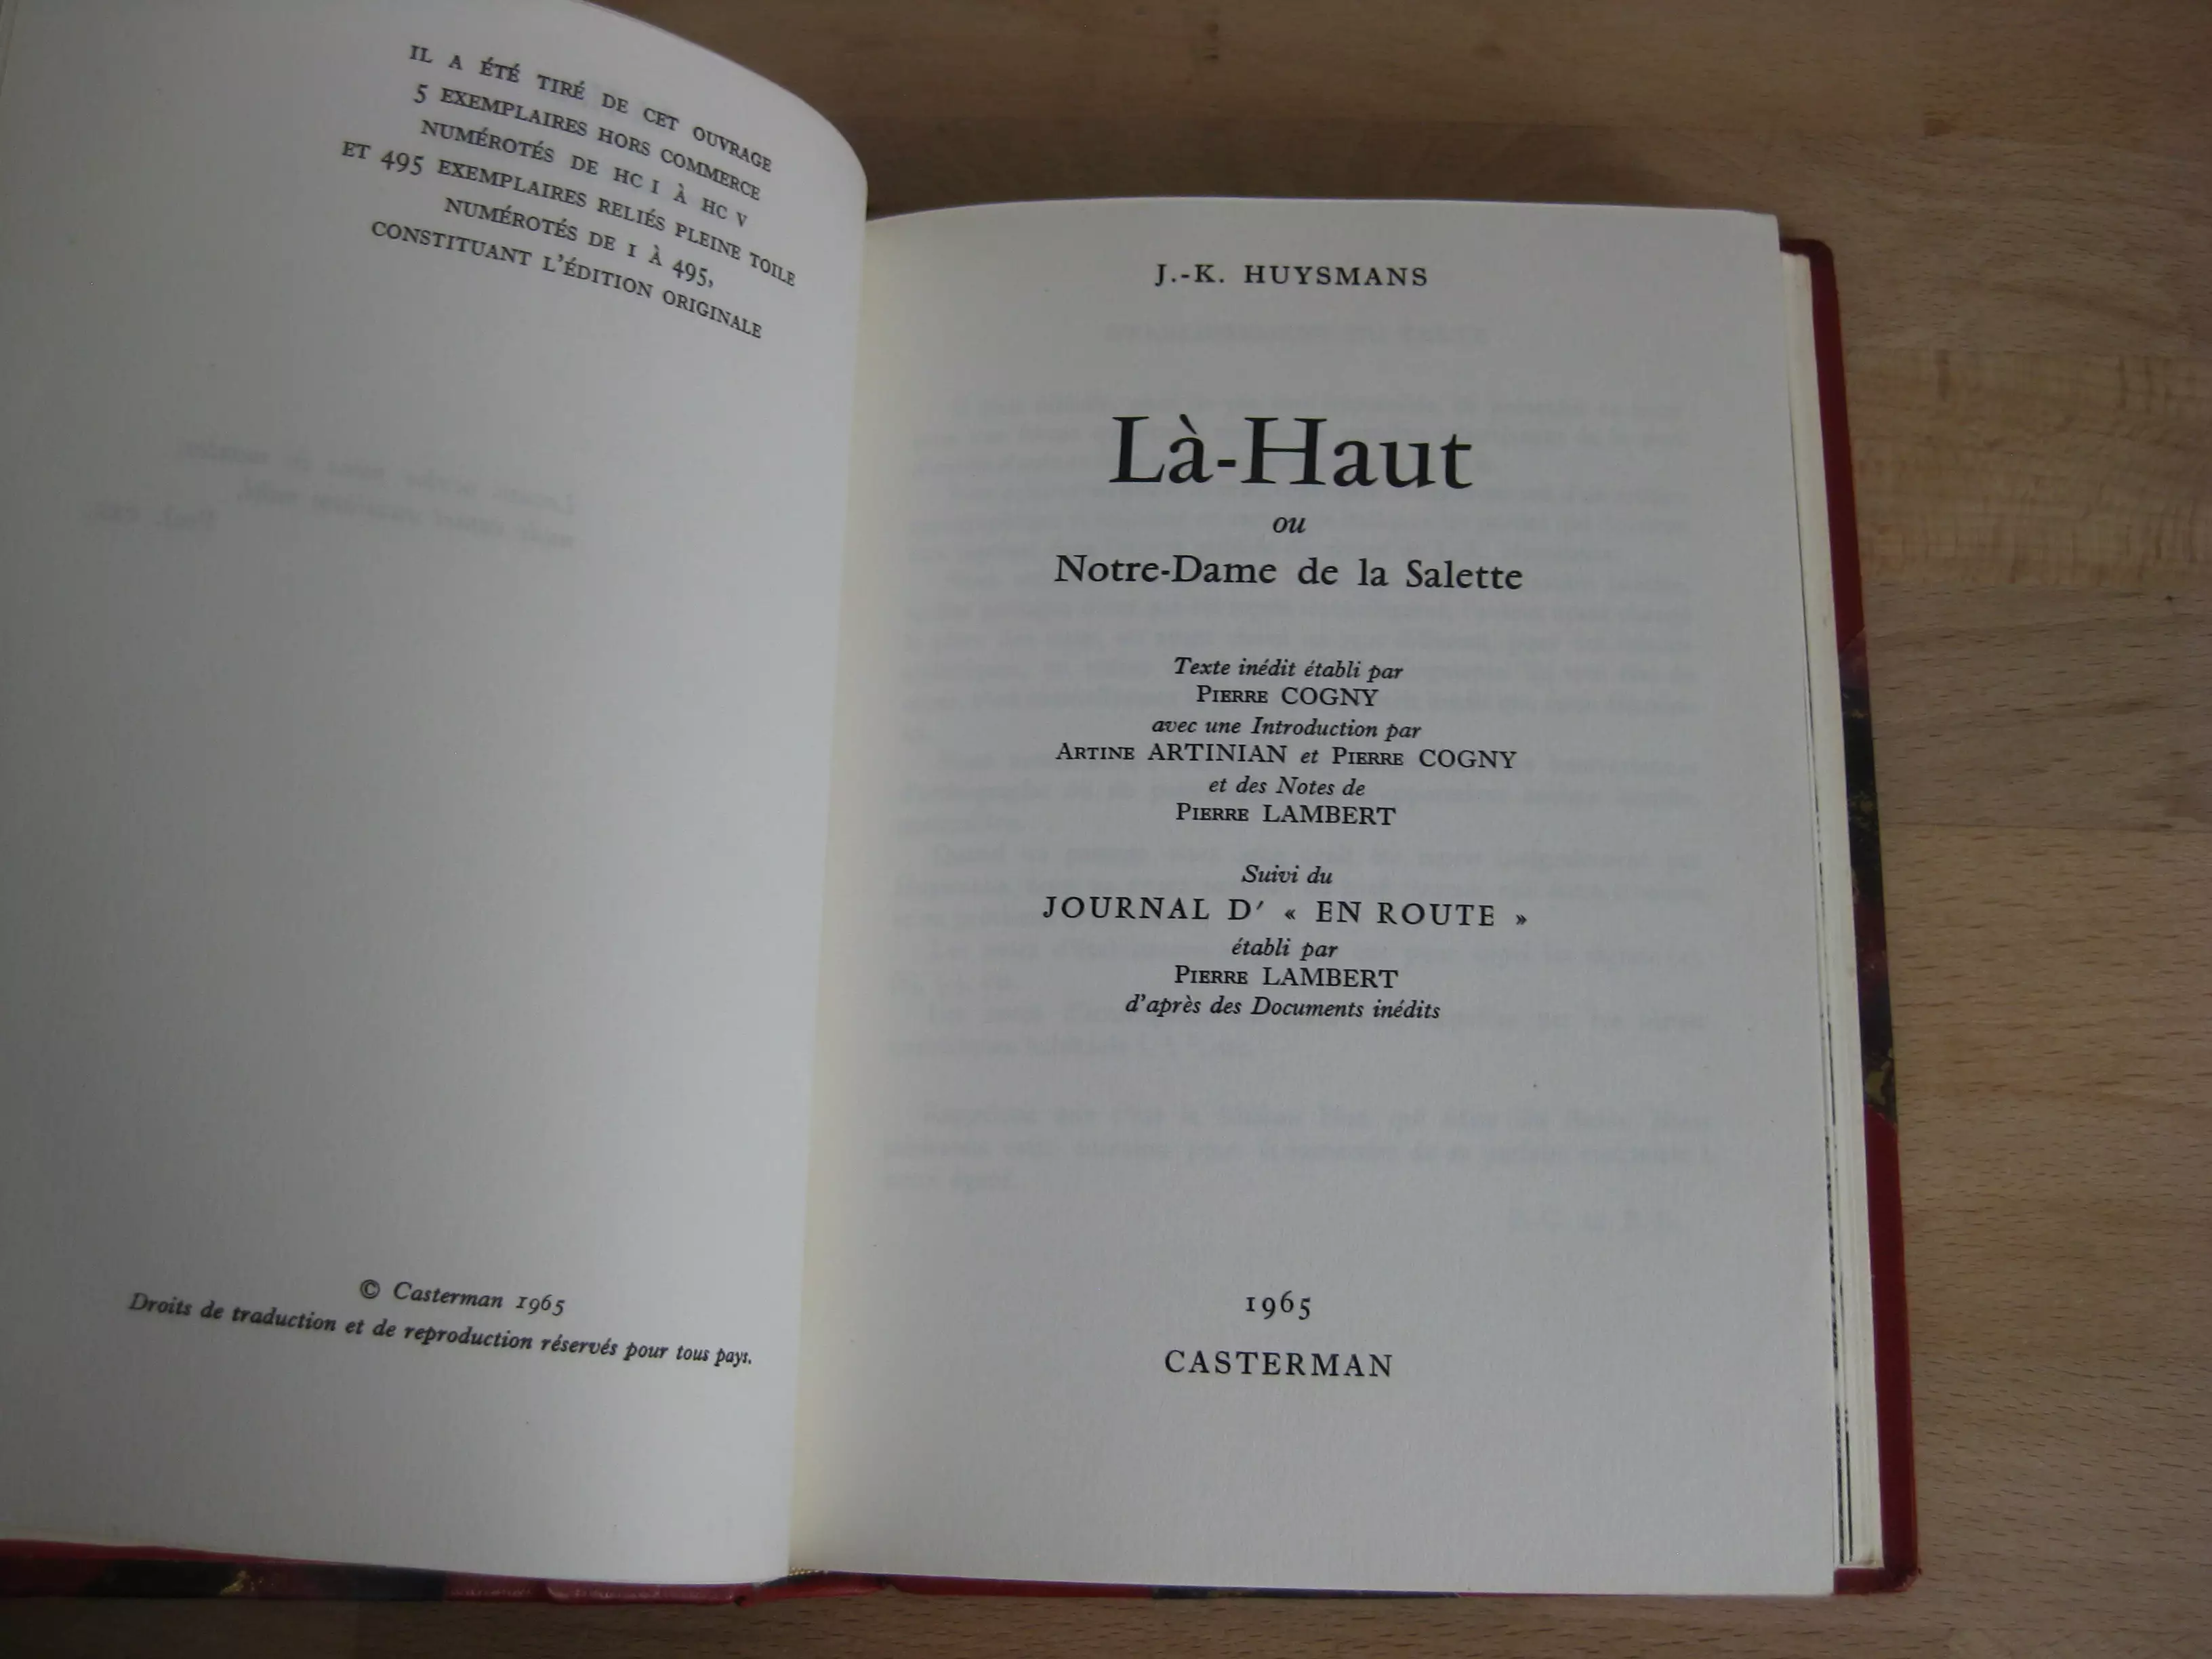 IL A ÉTÉ TIRÉ DE CET OUVRAGE
5 EXEMPLAIRES HORS COMMERCE
NUMÉROTÉS DE HC I À HC V
ET 495 EXEMPLAIRES RELIÉS PLEINE TOILE
NUMÉROTÉS DE I À 495,
CONSTITUANT L'ÉDITION ORIGINALE
© Casterman 1965
Droits de traduction et de reproduction réservés pour tous pays.
J.-K. HUYSMANS
Là-Haut
ou
Notre-Dame de la Salette
Texte inédit établi par
PIERRE COGNY
avec une Introduction par
ARTINE ARTINIAN et PIERRE COGNY
et des Notes de
PIERRE LAMBERT
Suivi du
JOURNAL D' « EN ROUTE »
établi par
PIERRE LAMBERT
d'après des Documents inédits
1965
CASTERMAN